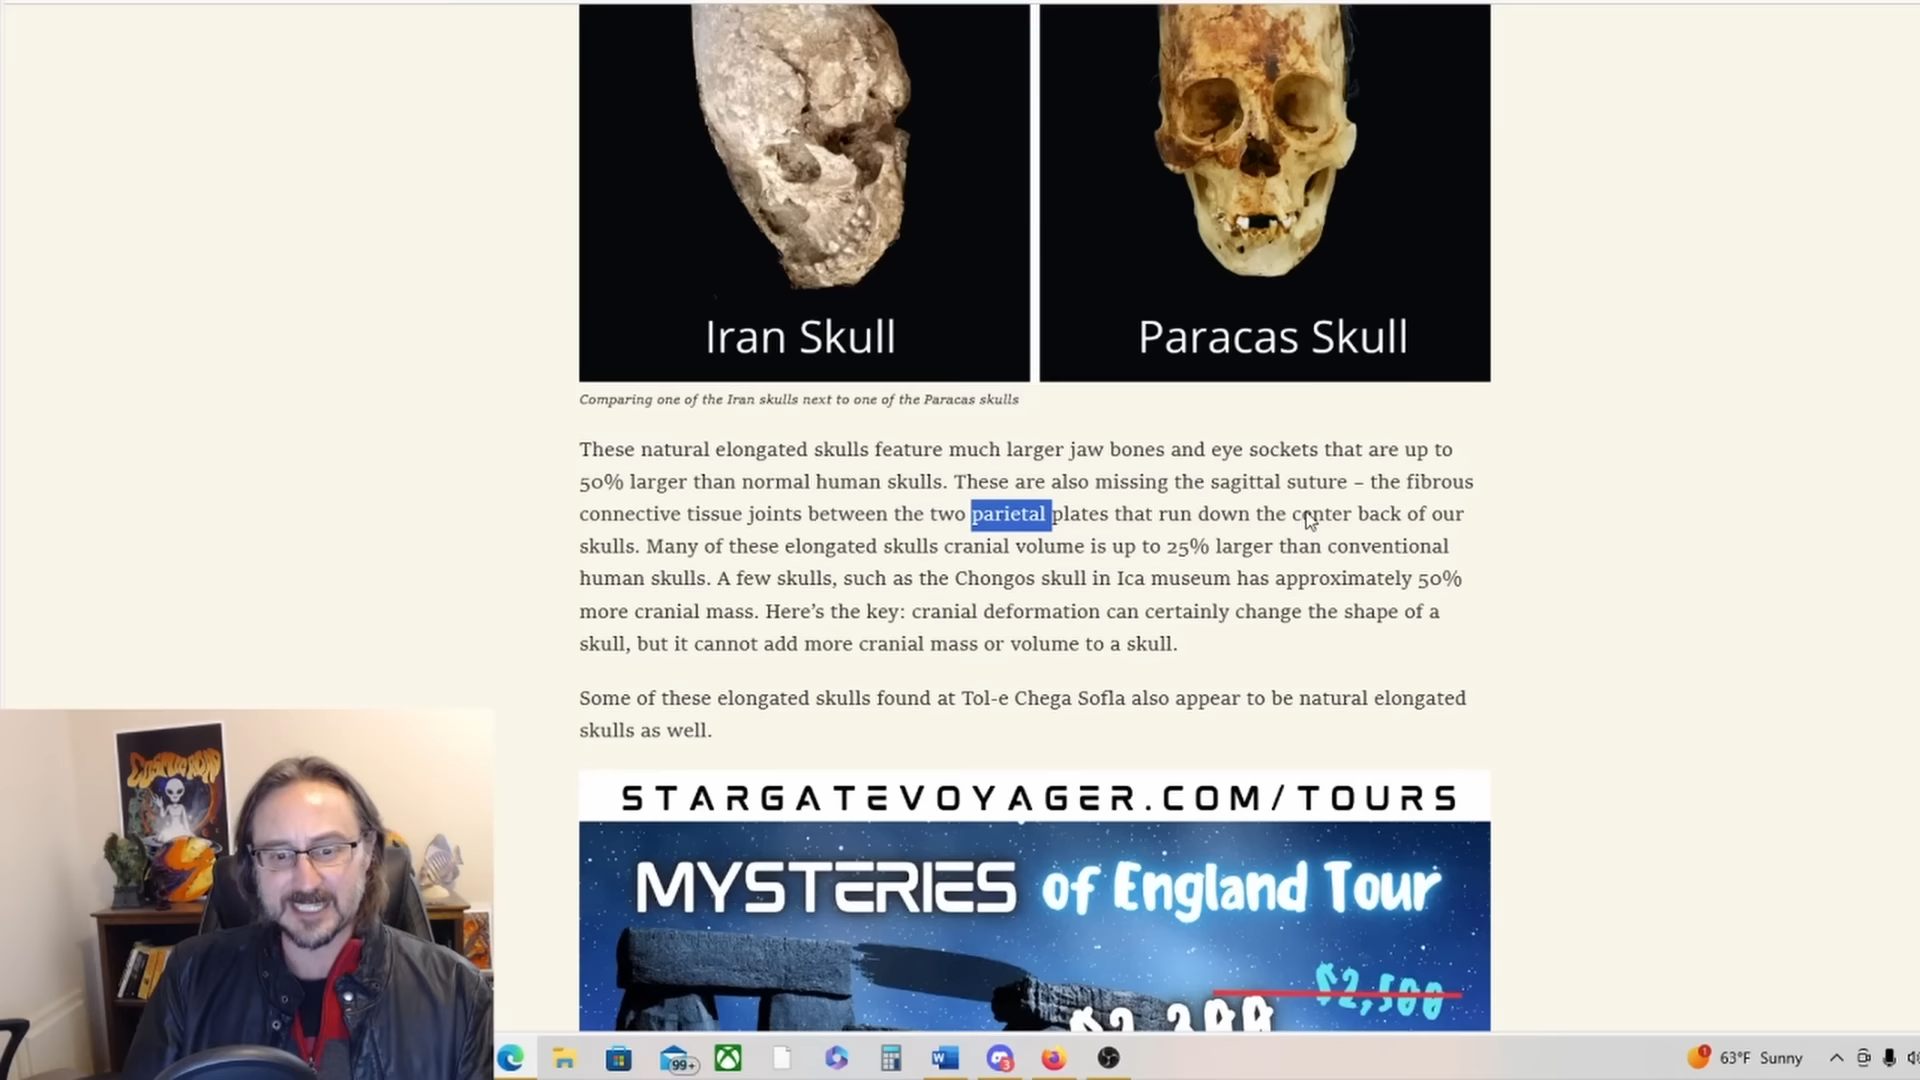 Iran Skull
Paracas Skull
Comparing one of the Iran skulls next to one of the Paracas skulls
These natural elongated skulls feature much larger jaw bones and eye sockets that are up to
50% larger than normal human skulls. These are also missing the sagittal suture – the fibrous
connective tissue joints between the two parietal plates that run down the center back of our
skulls. Many of these elongated skulls cranial volume is up to 25% larger than conventional
human skulls. A few skulls, such as the Chongos skull in Ica museum has approximately 50%
more cranial mass. Here’s the key: cranial deformation can certainly change the shape of a
skull, but it cannot add more cranial mass or volume to a skull.
Some of these elongated skulls found at Tol-e Chega Sofla also appear to be natural elongated
skulls as well.
STARGATEVOYAGER.COM/TOURS
MYSTERIES of England Tour
$2,500
99+
3
1
63°F Sunny